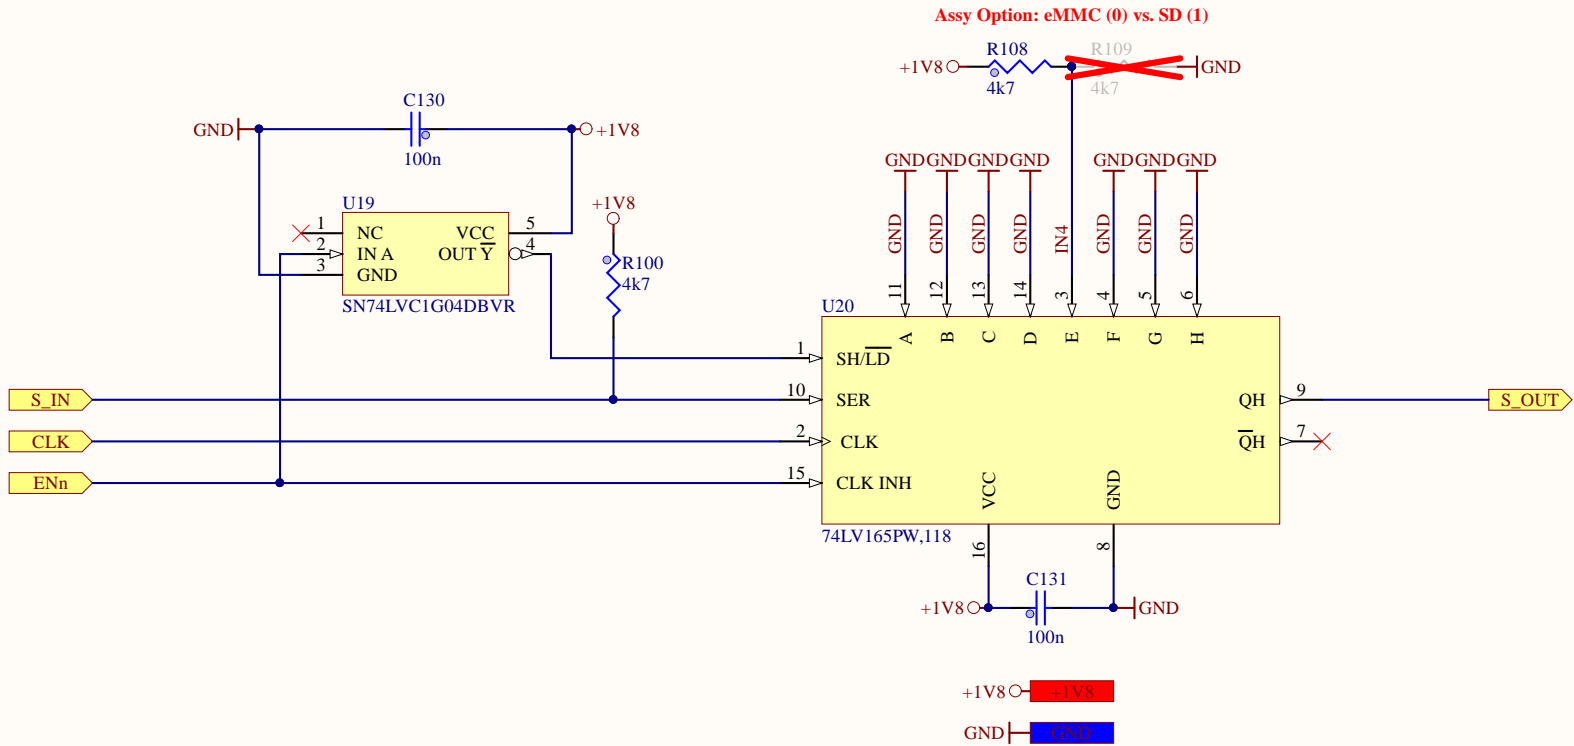 Assy Option: eMMC (0) vs. SD (1)
+1V8
R108
4k7
R109
4k7
GND
GND
C130
100n
+1V8
U19
1
2
3
NC
IN A
GND
VCC
OUT Y
5
4
SN74LVC1G04DBVR
+1V8
R100
4k7
GND
GND
GND
GND
GND
GND
GND
GND
GND
GND
GND
IN4
GND
GND
GND
11
12
13
14
3
4
5
6
U20
A
B
C
D
E
F
G
H
1
SH/LD
S_IN
10
SER
QH
9
S_OUT
CLK
2
CLK
QH
7
ENn
15
CLK INH
VCC
GND
74LV165PW,118
16
8
+1V8
C131
100n
GND
+1V8
+1V8
GND
GND